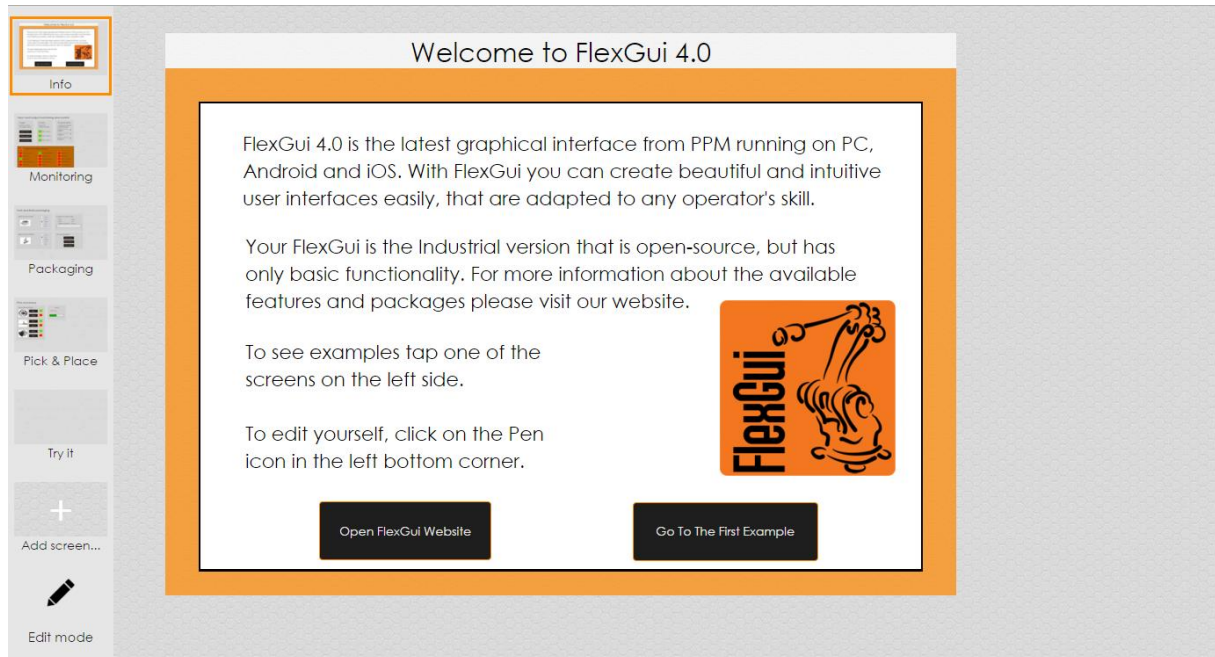 Info
Monitoring
Packaging
Pick & Place
Try it
Add screen...
Edit mode
Welcome to FlexGui 4.0
FlexGui 4.0 is the latest graphical interface from PPM running on PC,
Android and iOS. With FlexGui you can create beautiful and intuitive
user interfaces easily, that are adapted to any operator's skill.
Your FlexGui is the Industrial version that is open-source, but has
only basic functionality. For more information about the available
features and packages please visit our website.
To see examples tap one of the
screens on the left side.
To edit yourself, click on the Pen
icon in the left bottom corner.
FlexGui
Open FlexGui Website
Go To The First Example